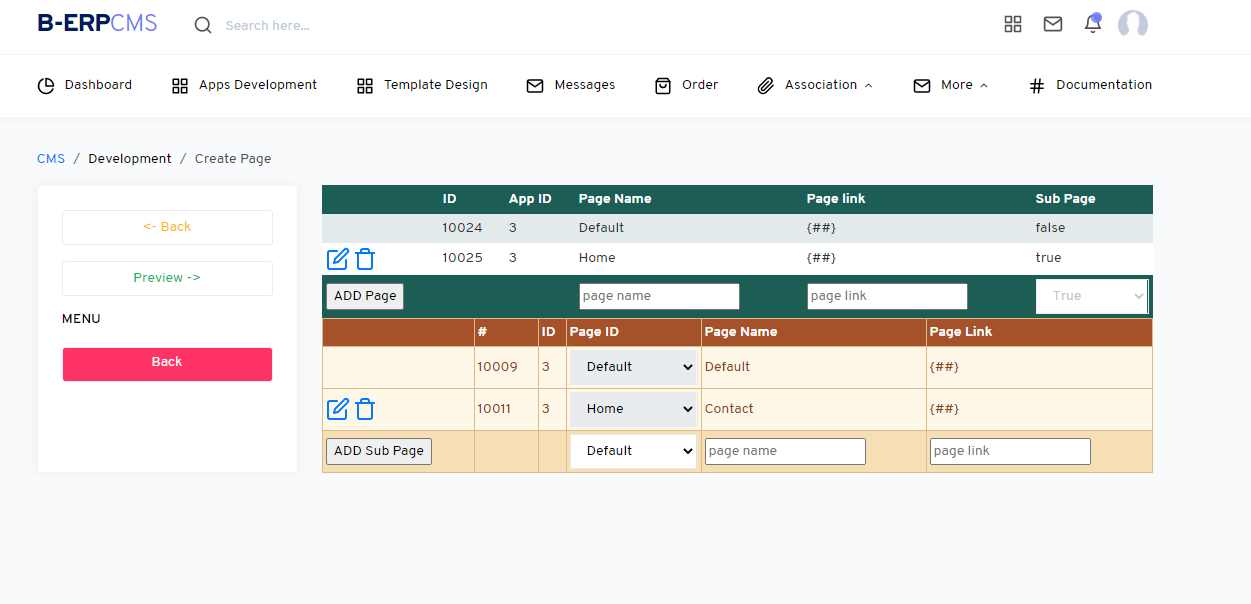 B-ERPCMS Search here...
Dashboard Apps Development Template Design Messages Order Association More Documentation
CMS / Development / Create Page
<- Back
Preview ->
MENU
Back
ID App ID Page Name Page link Sub Page
10024 3 Default {##} false
10025 3 Home {##} true
ADD Page page name page link True
# ID Page ID Page Name Page Link
10009 3 Default Default {##}
10011 3 Home Contact {##}
ADD Sub Page Default page name page link